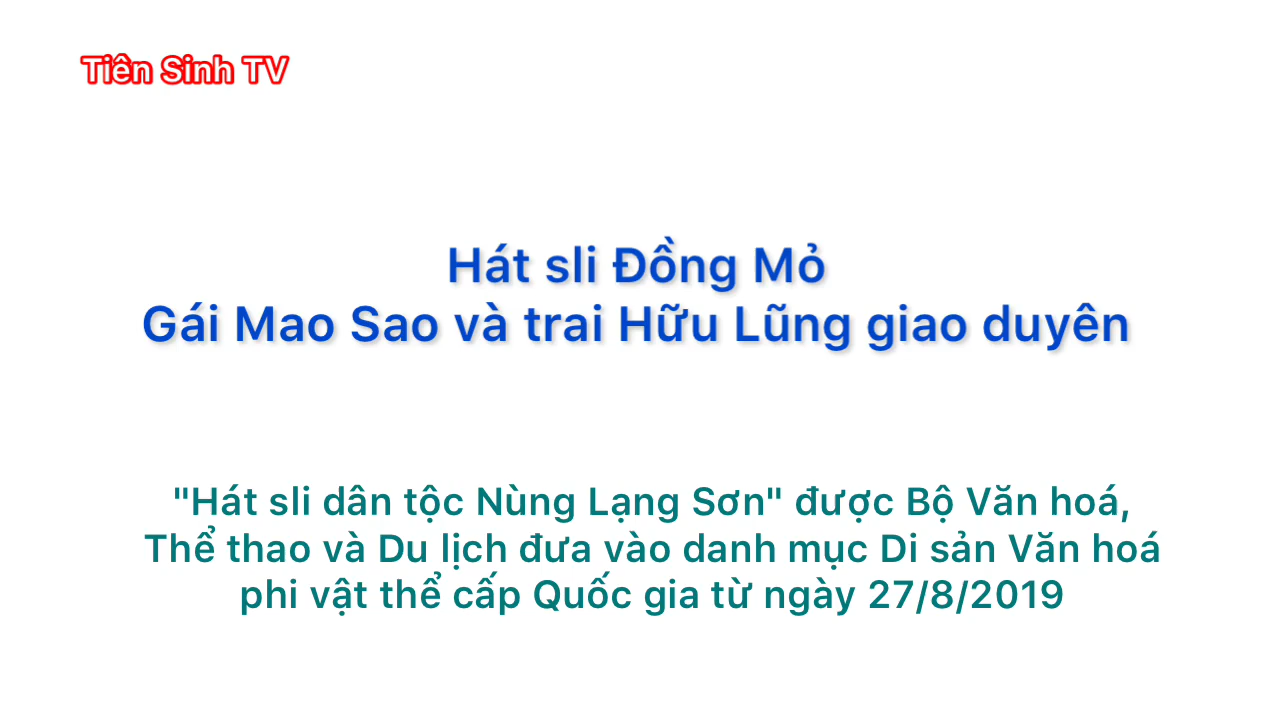 Tiên Sinh TV
Hát sli Đồng Mỏ
Gái Mao Sao và trai Hữu Lũng giao duyên
"Hát sli dân tộc Nùng Lạng Sơn" được Bộ Văn hoá,
Thể thao và Du lịch đưa vào danh mục Di sản Văn hoá
phi vật thể cấp Quốc gia từ ngày 27/8/2019